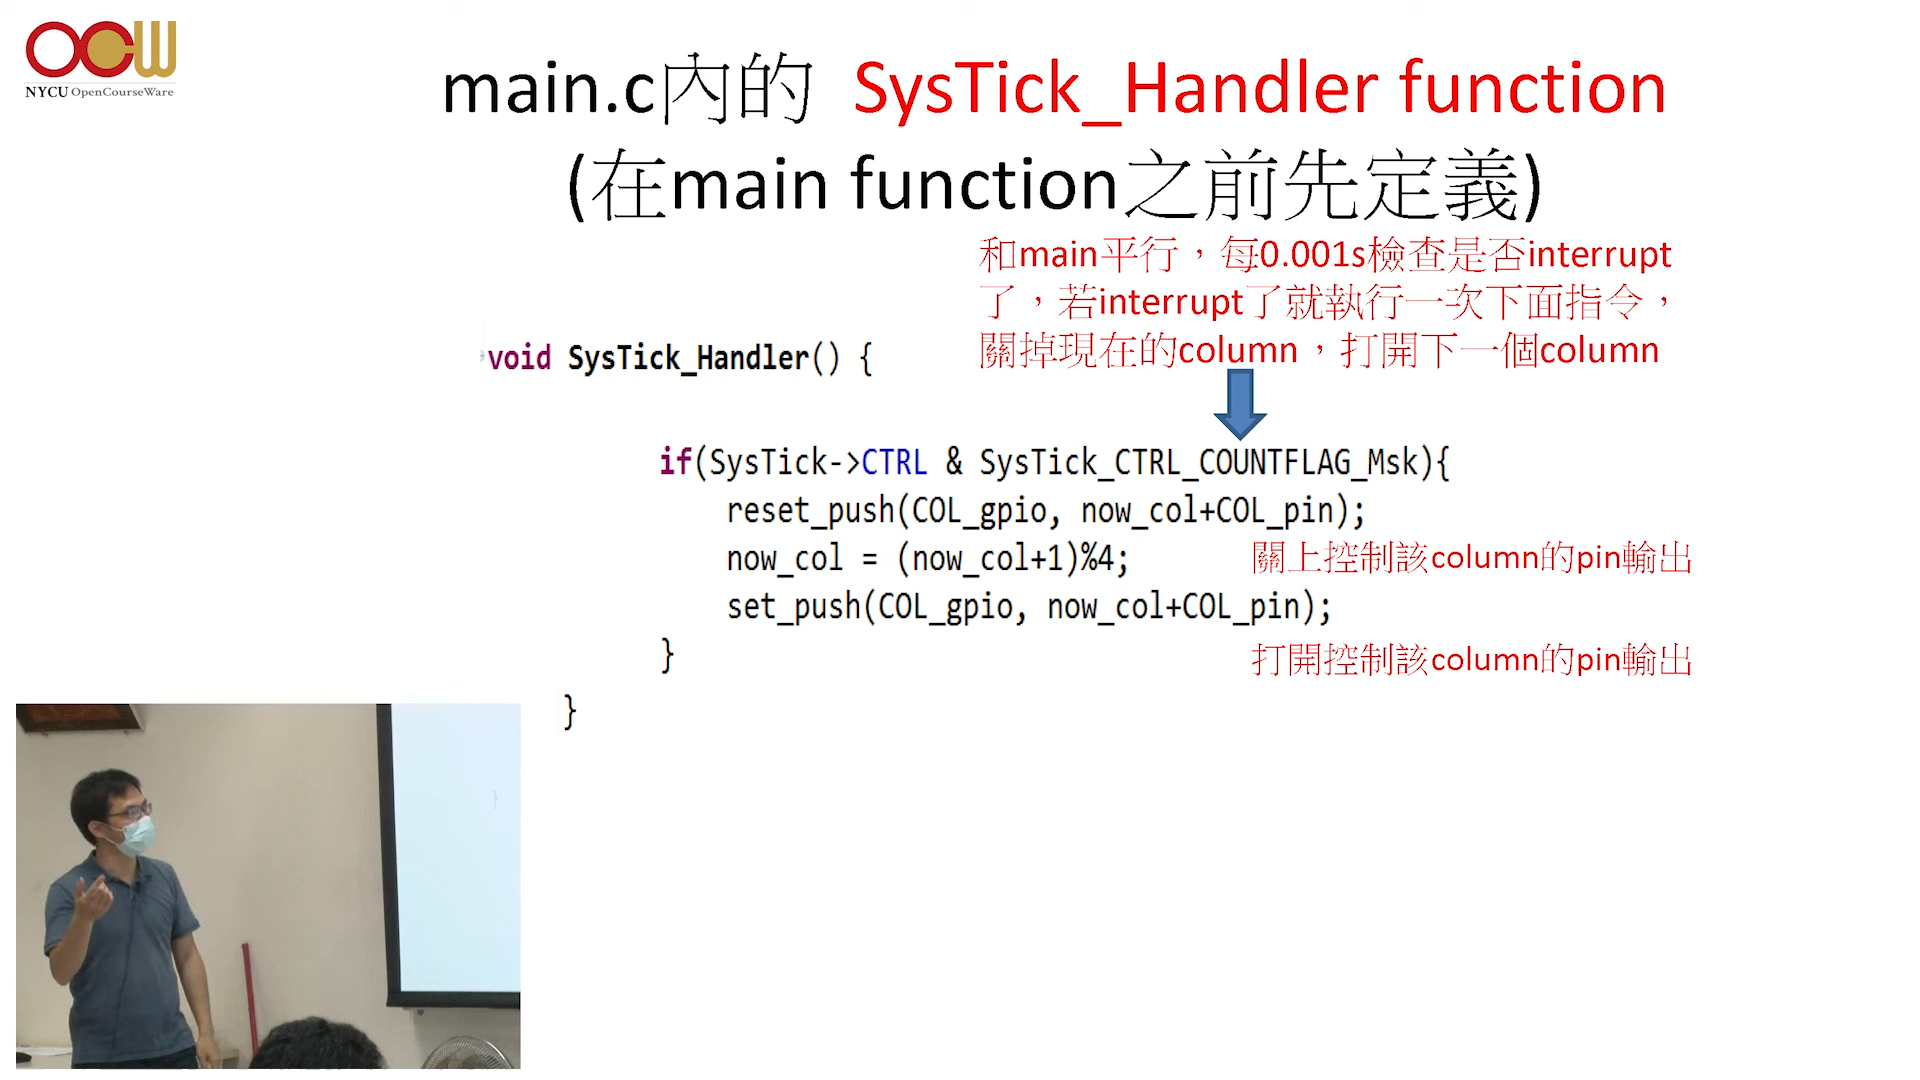 OCW
NYCU OpenCourseWare
main.c內的 SysTick_Handler function
(在main function之前先定義)
和main平行，每0.001s檢查是否interrupt
了，若interrupt了就執行一次下面指令，
關掉現在的column，打開下一個column
void SysTick_Handler() {
if(SysTick->CTRL & SysTick_CTRL_COUNTFLAG_Msk){
reset_push(COL_gpio, now_col+COL_pin);
now_col = (now_col+1)%4;
關上控制該column的pin輸出
set_push(COL_gpio, now_col+COL_pin);
}
打開控制該column的pin輸出
}